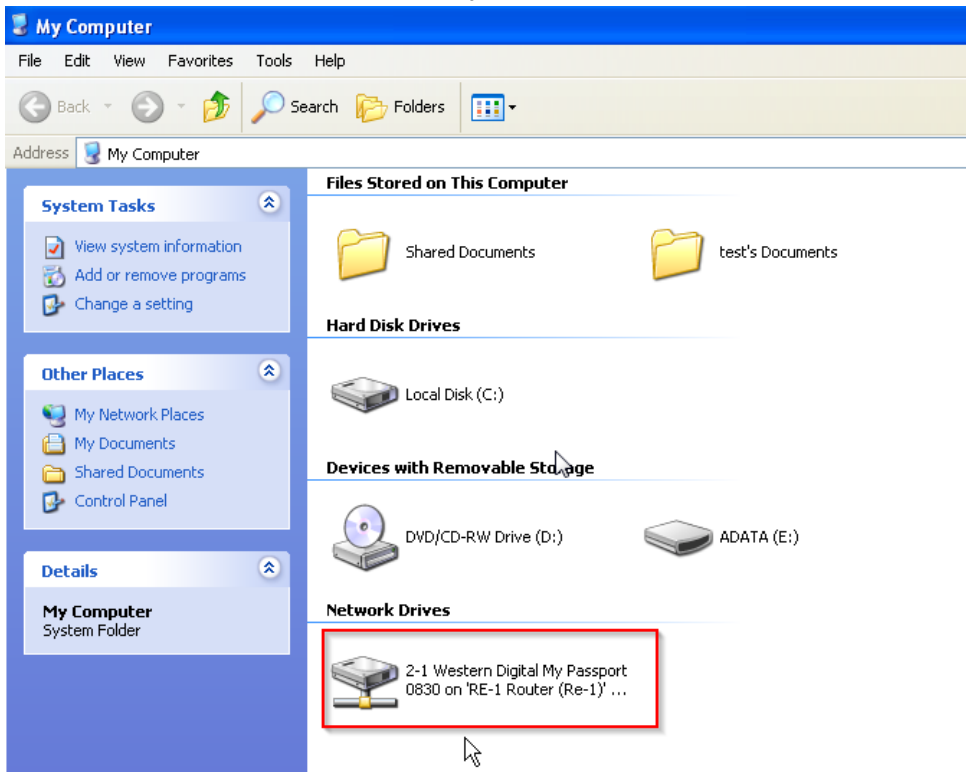 My Computer
File Edit View Favorites Tools Help
Back Search Folders
Address My Computer
System Tasks
View system information
Add or remove programs
Change a setting
Other Places
My Network Places
My Documents
Shared Documents
Control Panel
Details
My Computer
System Folder
Files Stored on This Computer
Shared Documents
test's Documents
Hard Disk Drives
Local Disk (C:)
Devices with Removable Storage
DVD/CD-RW Drive (D:)
ADATA (E:)
Network Drives
2-1 Western Digital My Passport
0830 on 'RE-1 Router (Re-1)' ...